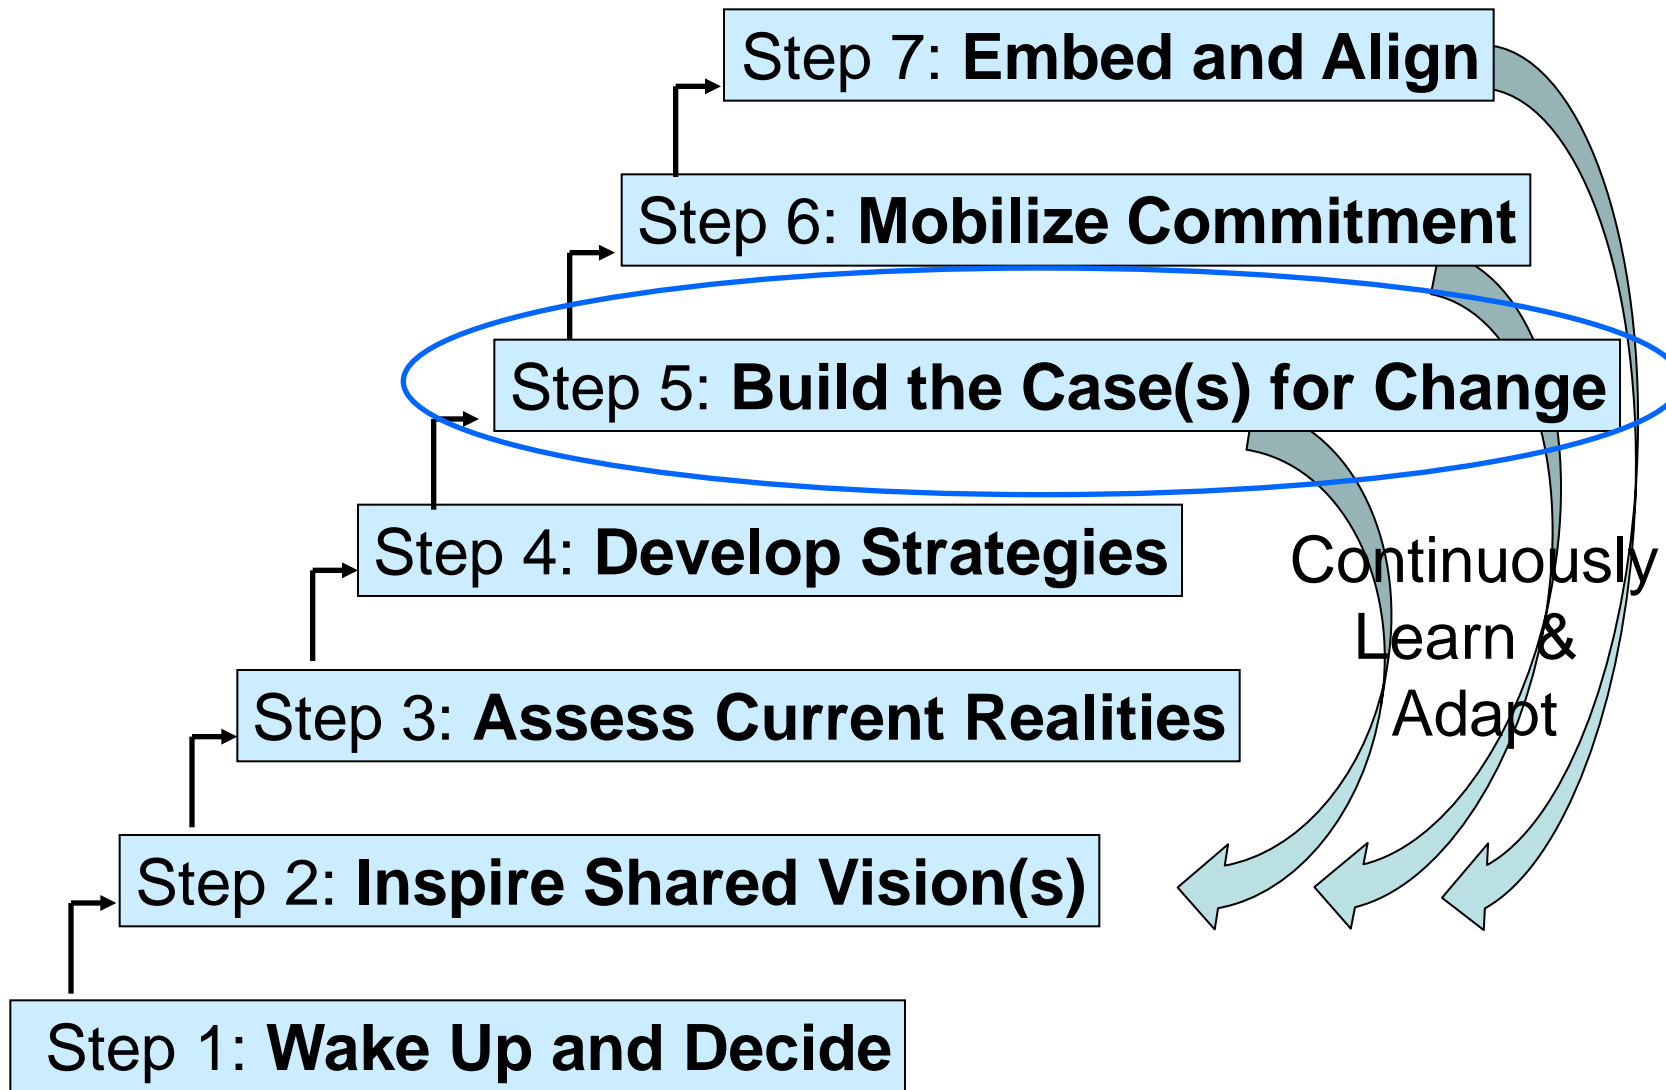 Step 7: Embed and Align
Step 6: Mobilize Commitment
Step 5: Build the Case(s) for Change
Step 4: Develop Strategies
Continuously
Learn &
Adapt
Step 3: Assess Current Realities
Step 2: Inspire Shared Vision(s)
Step 1: Wake Up and Decide